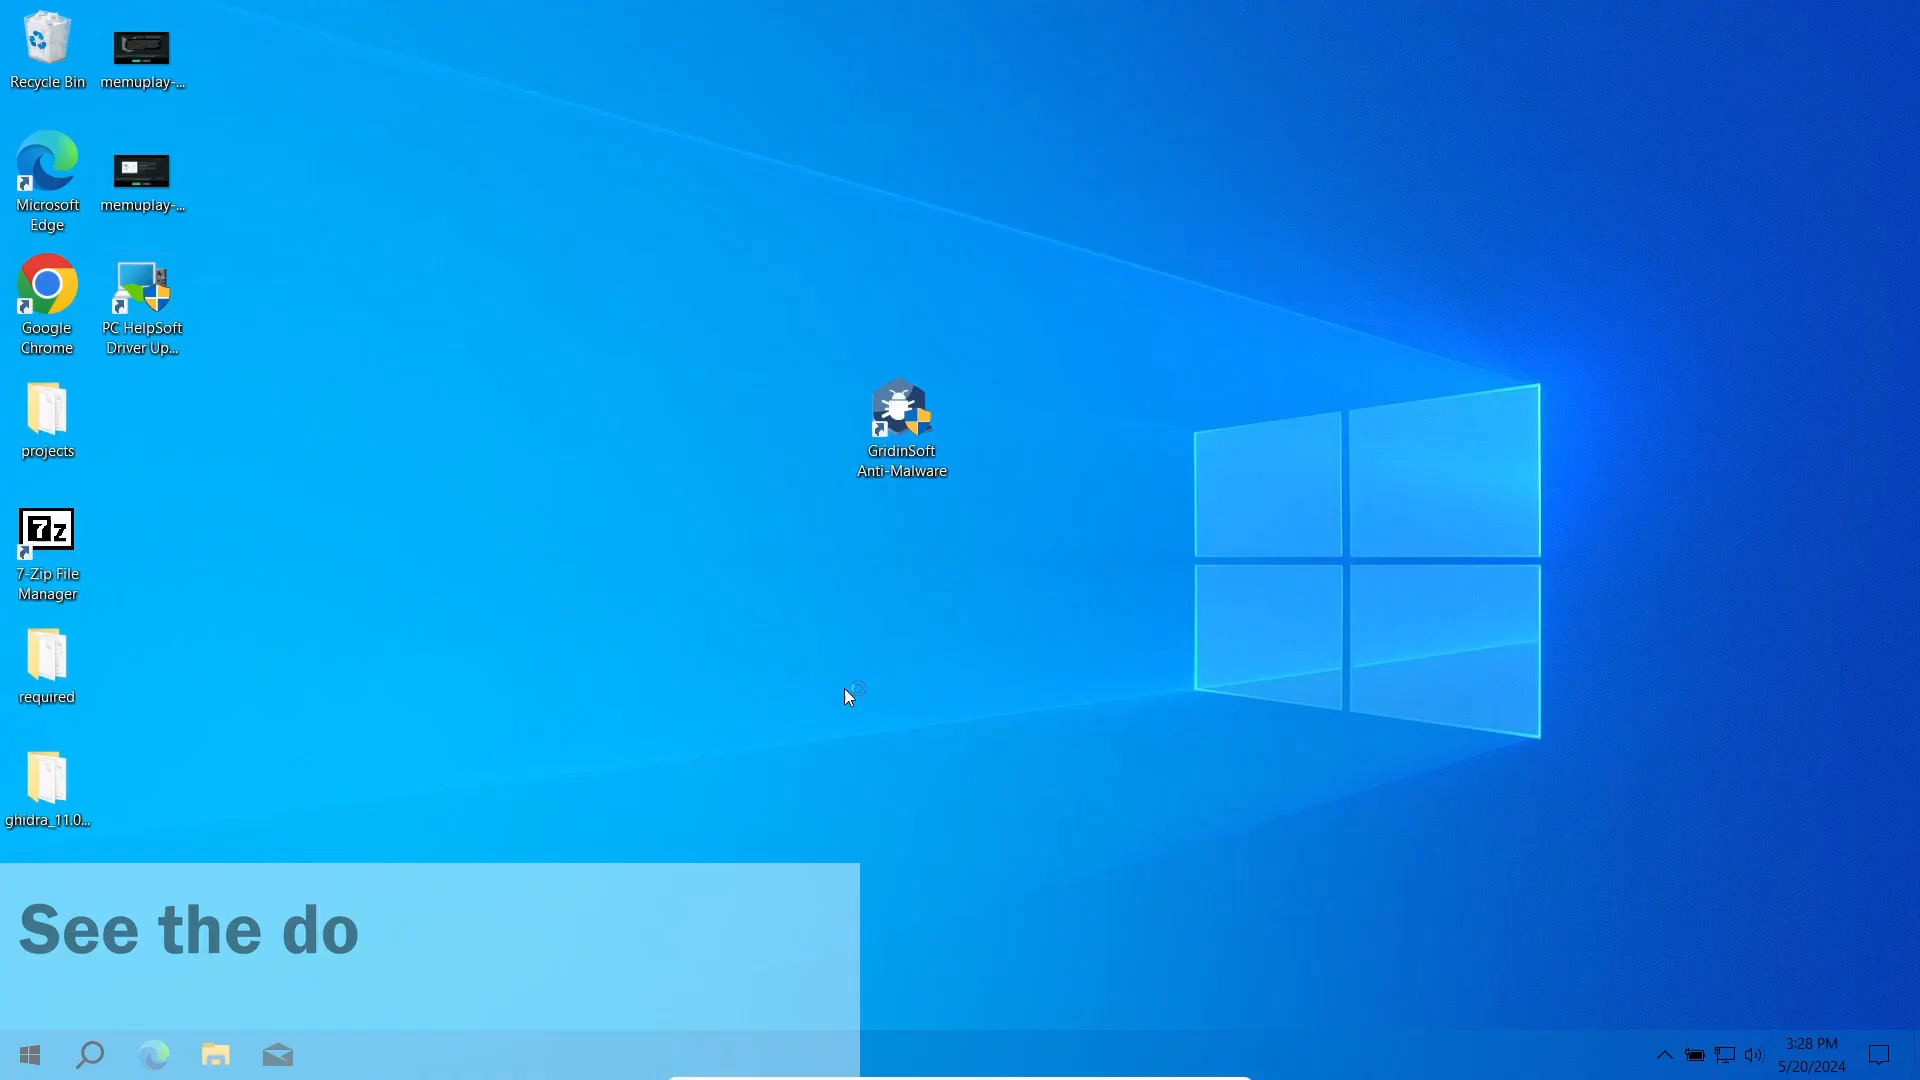 Recycle Bin
memuplay-...
Microsoft
Edge
memuplay-...
Google
Chrome
PC HelpSoft
Driver Up...
projects
GridinSoft
Anti-Malware
7z
7-Zip File
Manager
required
ghidra_11.0...
See the do
3:28 PM
5/20/2024